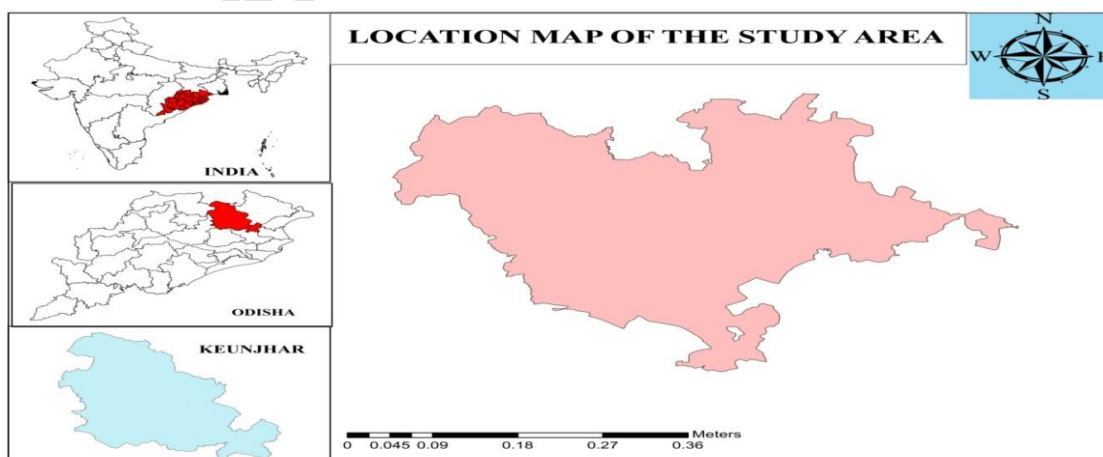 LOCATION MAP OF THE STUDY AREA
N
W E
S
INDIA
ODISHA
KEUNJHAR
Meters
0 0.045 0.09 0.18 0.27 0.36